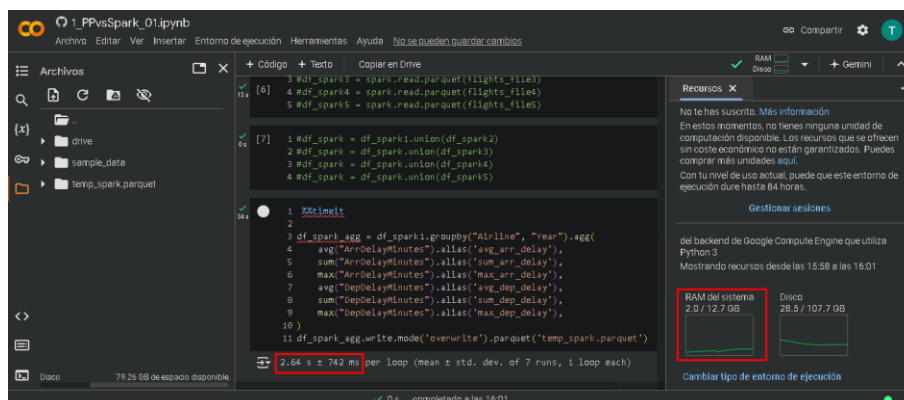 1_PPvsSpark_01.ipynb
Archivo Editar Ver Insertar Entorno de ejecución Herramientas Ayuda No se pueden guardar cambios
Compartir
T
Archivos
+ Código + Texto Copiar en Drive
RAM
Disco
+ Gemini
{x}
..
drive
sample_data
temp_spark.parquet
<>
Disco 79.26 GB de espacio disponible
15 s
[6]
3 #df_spark3 = spark.read.parquet(flights_file3)
4 #df_spark4 = spark.read.parquet(flights_file4)
5 #df_spark5 = spark.read.parquet(flights_file5)
0 s
[7]
1 #df_spark = df_spark1.union(df_spark2)
2 #df_spark = df_spark.union(df_spark3)
3 #df_spark = df_spark.union(df_spark4)
4 #df_spark = df_spark.union(df_spark5)
34 s
1 %%timeit
2
3 df_spark_agg = df_spark1.groupby("Airline", "Year").agg(
4 avg("ArrDelayMinutes").alias('avg_arr_delay'),
5 sum("ArrDelayMinutes").alias('sum_arr_delay'),
6 max("ArrDelayMinutes").alias('max_arr_delay'),
7 avg("DepDelayMinutes").alias('avg_dep_delay'),
8 sum("DepDelayMinutes").alias('sum_dep_delay'),
9 max("DepDelayMinutes").alias('max_dep_delay'),
10 )
11 df_spark_agg.write.mode('overwrite').parquet('temp_spark.parquet')
2.64 s ± 742 ms per loop (mean ± std. dev. of 7 runs, 1 loop each)
Recursos X
No te has suscrito. Más información
En estos momentos, no tienes ninguna unidad de
computación disponible. Los recursos que se ofrecen
sin coste económico no están garantizados. Puedes
comprar más unidades aquí.
Con tu nivel de uso actual, puede que este entorno de
ejecución dure hasta 84 horas.
Gestionar sesiones
del backend de Google Compute Engine que utiliza
Python 3
Mostrando recursos desde las 15:58 a las 16:01
RAM del sistema
2.0 / 12.7 GB
Disco
28.5 / 107.7 GB
Cambiar tipo de entorno de ejecución
0 s completado a las 16:01